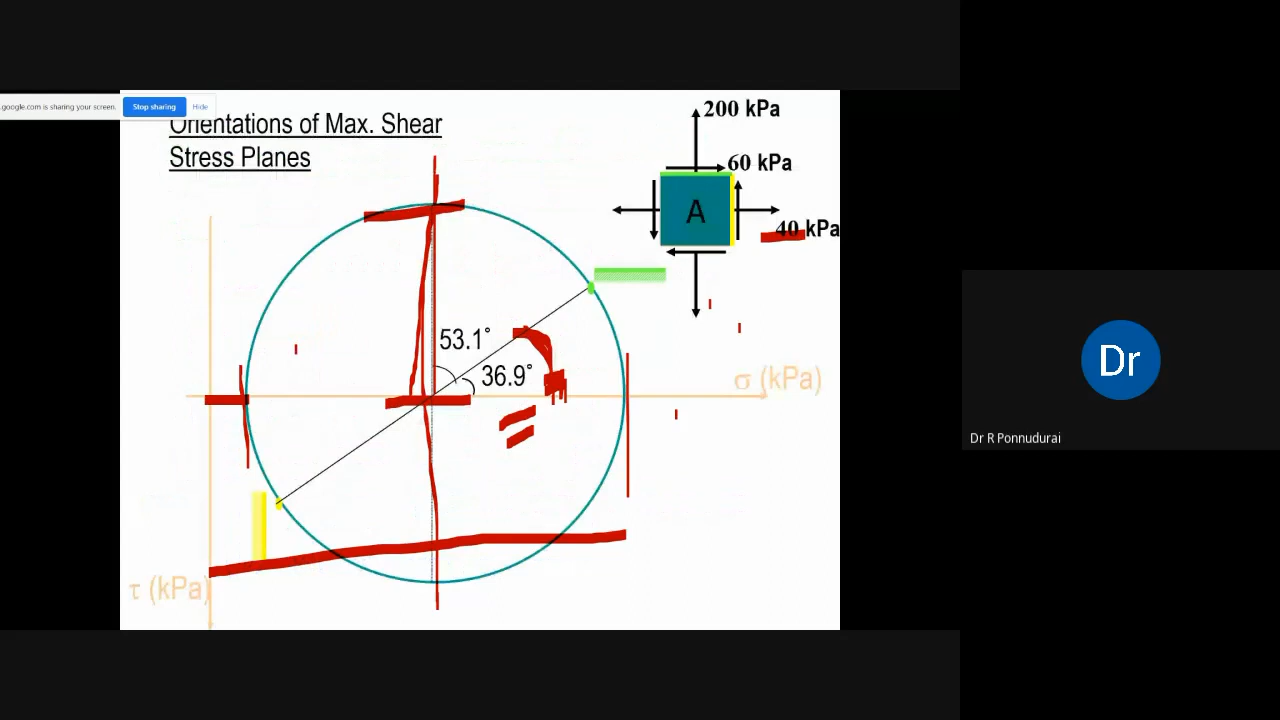 .google.com is sharing your screen.
Stop sharing
Hide
Orientations of Max. Shear
Stress Planes
200 kPa
60 kPa
A
40 kPa
53.1°
36.9°
σ (kPa)
τ (kPa)
Dr
Dr R Ponnudurai